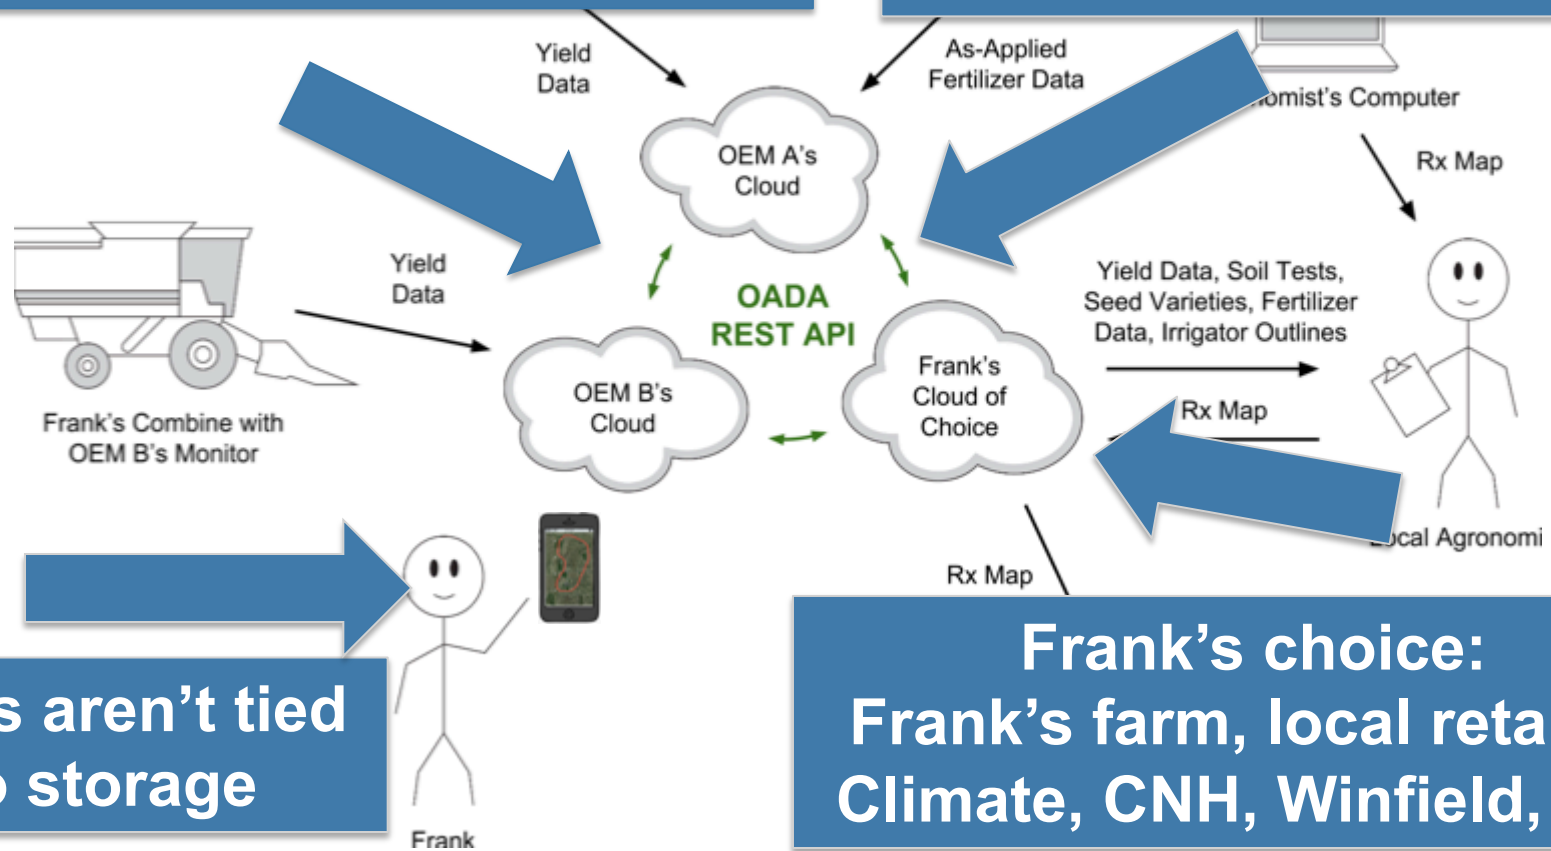 Yield
Data
As-Applied
Fertilizer Data
omist's Computer
OEM A's
Cloud
Rx Map
Yield
Data
OADA
REST API
Yield Data, Soil Tests,
Seed Varieties, Fertilizer
Data, Irrigator Outlines
OEM B's
Cloud
Frank's
Cloud of
Choice
Rx Map
Frank's Combine with
OEM B's Monitor
cal Agronomi
Rx Map
s aren't tied
storage
Frank
Frank's choice:
Frank's farm, local reta
Climate, CNH, Winfield,